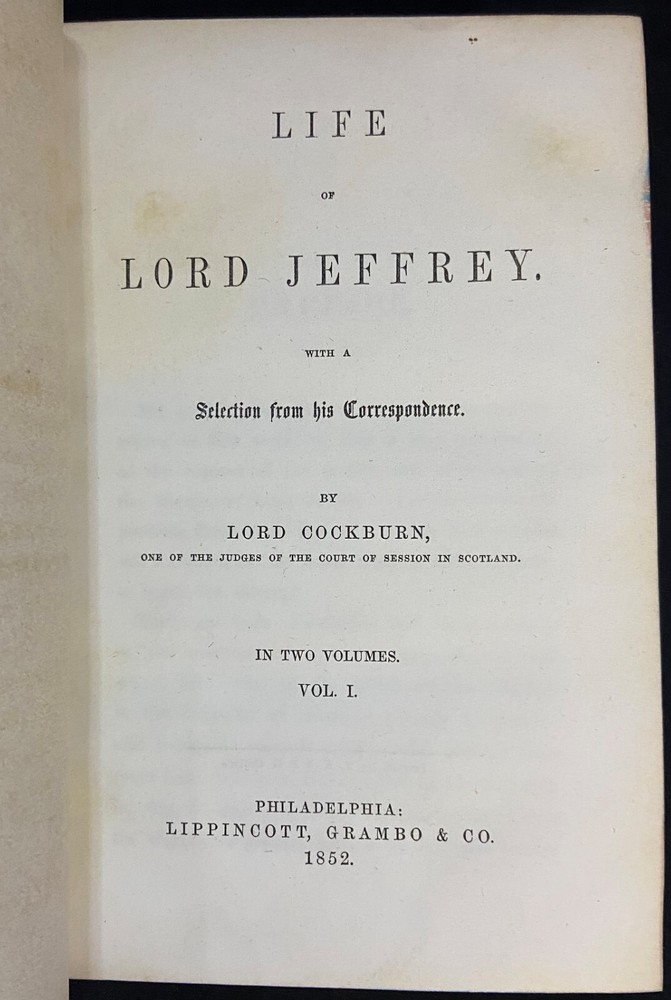 LIFE
OF
LORD JEFFREY.
WITH A
Selection from his Correspondence.
BY
LORD COCKBURN,
ONE OF THE JUDGES OF THE COURT OF SESSION IN SCOTLAND.
IN TWO VOLUMES.
VOL. I.
PHILADELPHIA:
LIPPINCOTT, GRAMBO & CO.
1852.